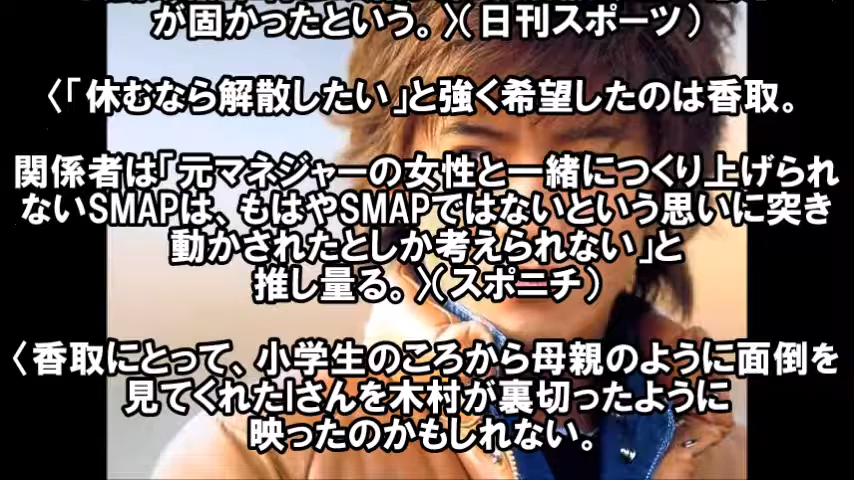 が固かったという。〉（日刊スポーツ）
〈「休むなら解散したい」と強く希望したのは香取。
関係者は「元マネジャーの女性と一緒につくり上げられ
ないSMAPは、もはやSMAPではないという思いに突き
動かされたとしか考えられない」と
推し量る。〉（スポニチ）
〈香取にとって、小学生のころから母親のように面倒を
見てくれたIさんを木村が裏切ったように
映ったのかもしれない。